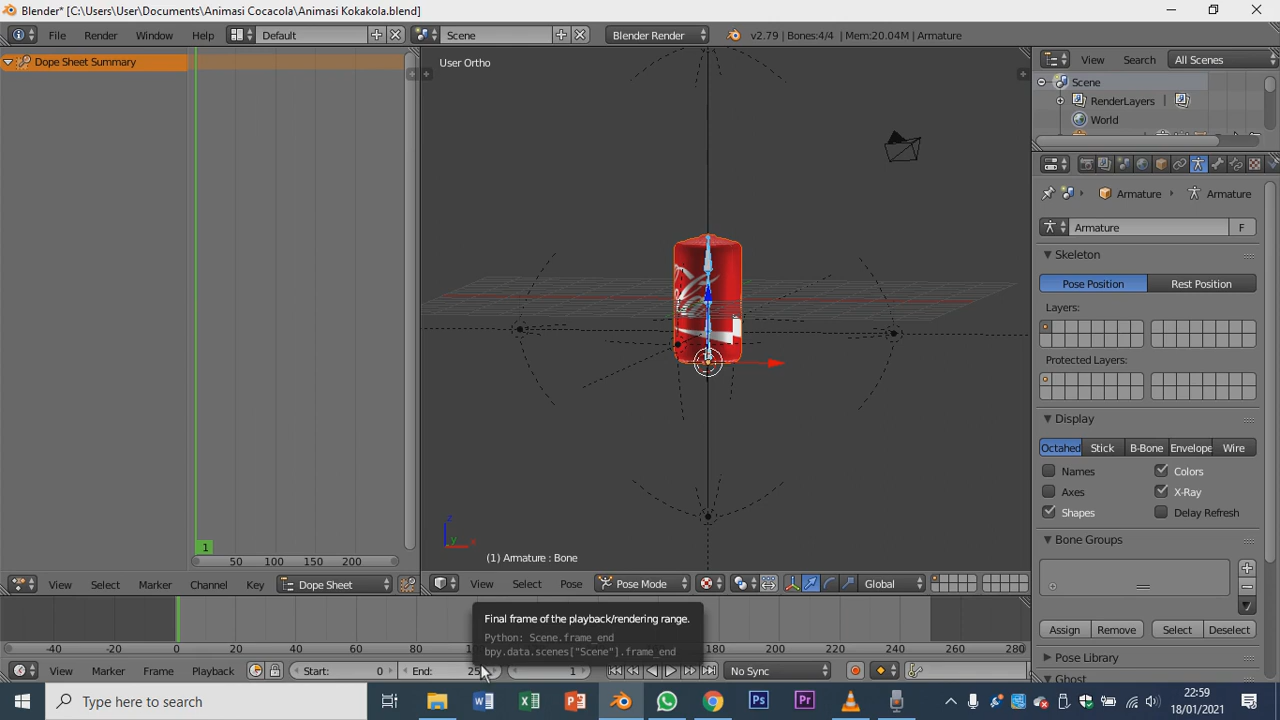 Blender* [C:\Users\User\Documents\Animasi Cocacola\Animasi Kokakola.blend]
File Render Window Help Default Scene Blender Render v2.79 | Bones:4/4 | Mem:20.04M | Armature View Search All Scenes
Dope Sheet Summary
User Ortho
Scene
RenderLayers
World
Armature Armature
Armature F
Skeleton
Pose Position Rest Position
Layers:
Protected Layers:
Display
Octahed Stick B-Bone Envelope Wire
Names Colors
Axes X-Ray
Shapes Delay Refresh
Bone Groups
Assign Remove Select Deselect
Pose Library
Ghost
z
y x
(1) Armature : Bone
1
50 100 150 200
View Select Marker Channel Key Dope Sheet
View Select Pose Pose Mode Global
Final frame of the playback/rendering range.
Python: Scene.frame_end
bpy.data.scenes["Scene"].frame_end
-40 -20 0 20 40 60 80 180 200 220 240 260 280
View Marker Frame Playback Start: 0 End: 25 1 No Sync
Type here to search
22:59
18/01/2021